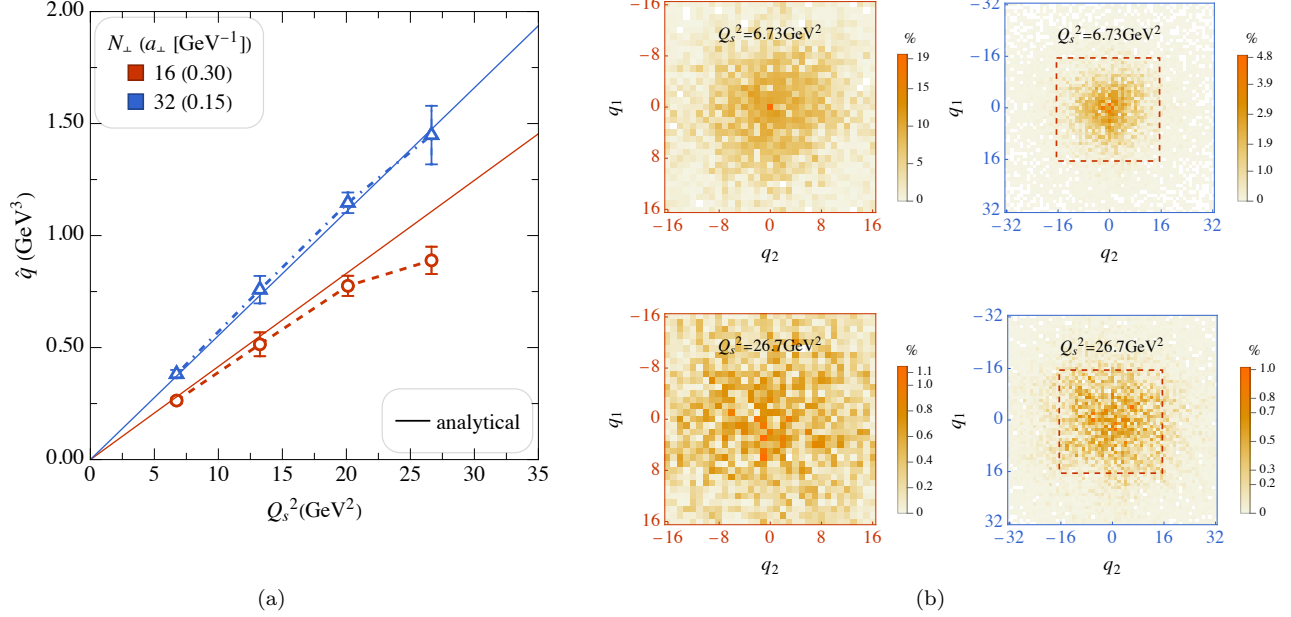 2.00
1.50
1.00
0.50
0.00
q̂ (GeV³)
N⊥ (a⊥ [GeV⁻¹])
16 (0.30)
32 (0.15)
analytical
0 5 10 15 20 25 30 35
Qₛ²(GeV²)
(a)
−16
−8
0
8
16
q₁
Qₛ²=6.73GeV²
−16 −8 0 8 16
q₂
%
19
15
10
5
0
−32
−16
0
16
32
q₁
Qₛ²=6.73GeV²
−32 −16 0 16 32
q₂
%
4.8
3.9
2.9
1.0
0
−16
−8
0
8
16
q₁
Qₛ²=26.7GeV²
−16 −8 0 8 16
q₂
%
1.1
1.0
0.8
0.6
0.4
0.2
0
−32
−16
0
16
32
q₁
Qₛ²=26.7GeV²
−32 −16 0 16 32
q₂
%
1.0
0.8
0.7
0.5
0.3
0.2
0
(b)